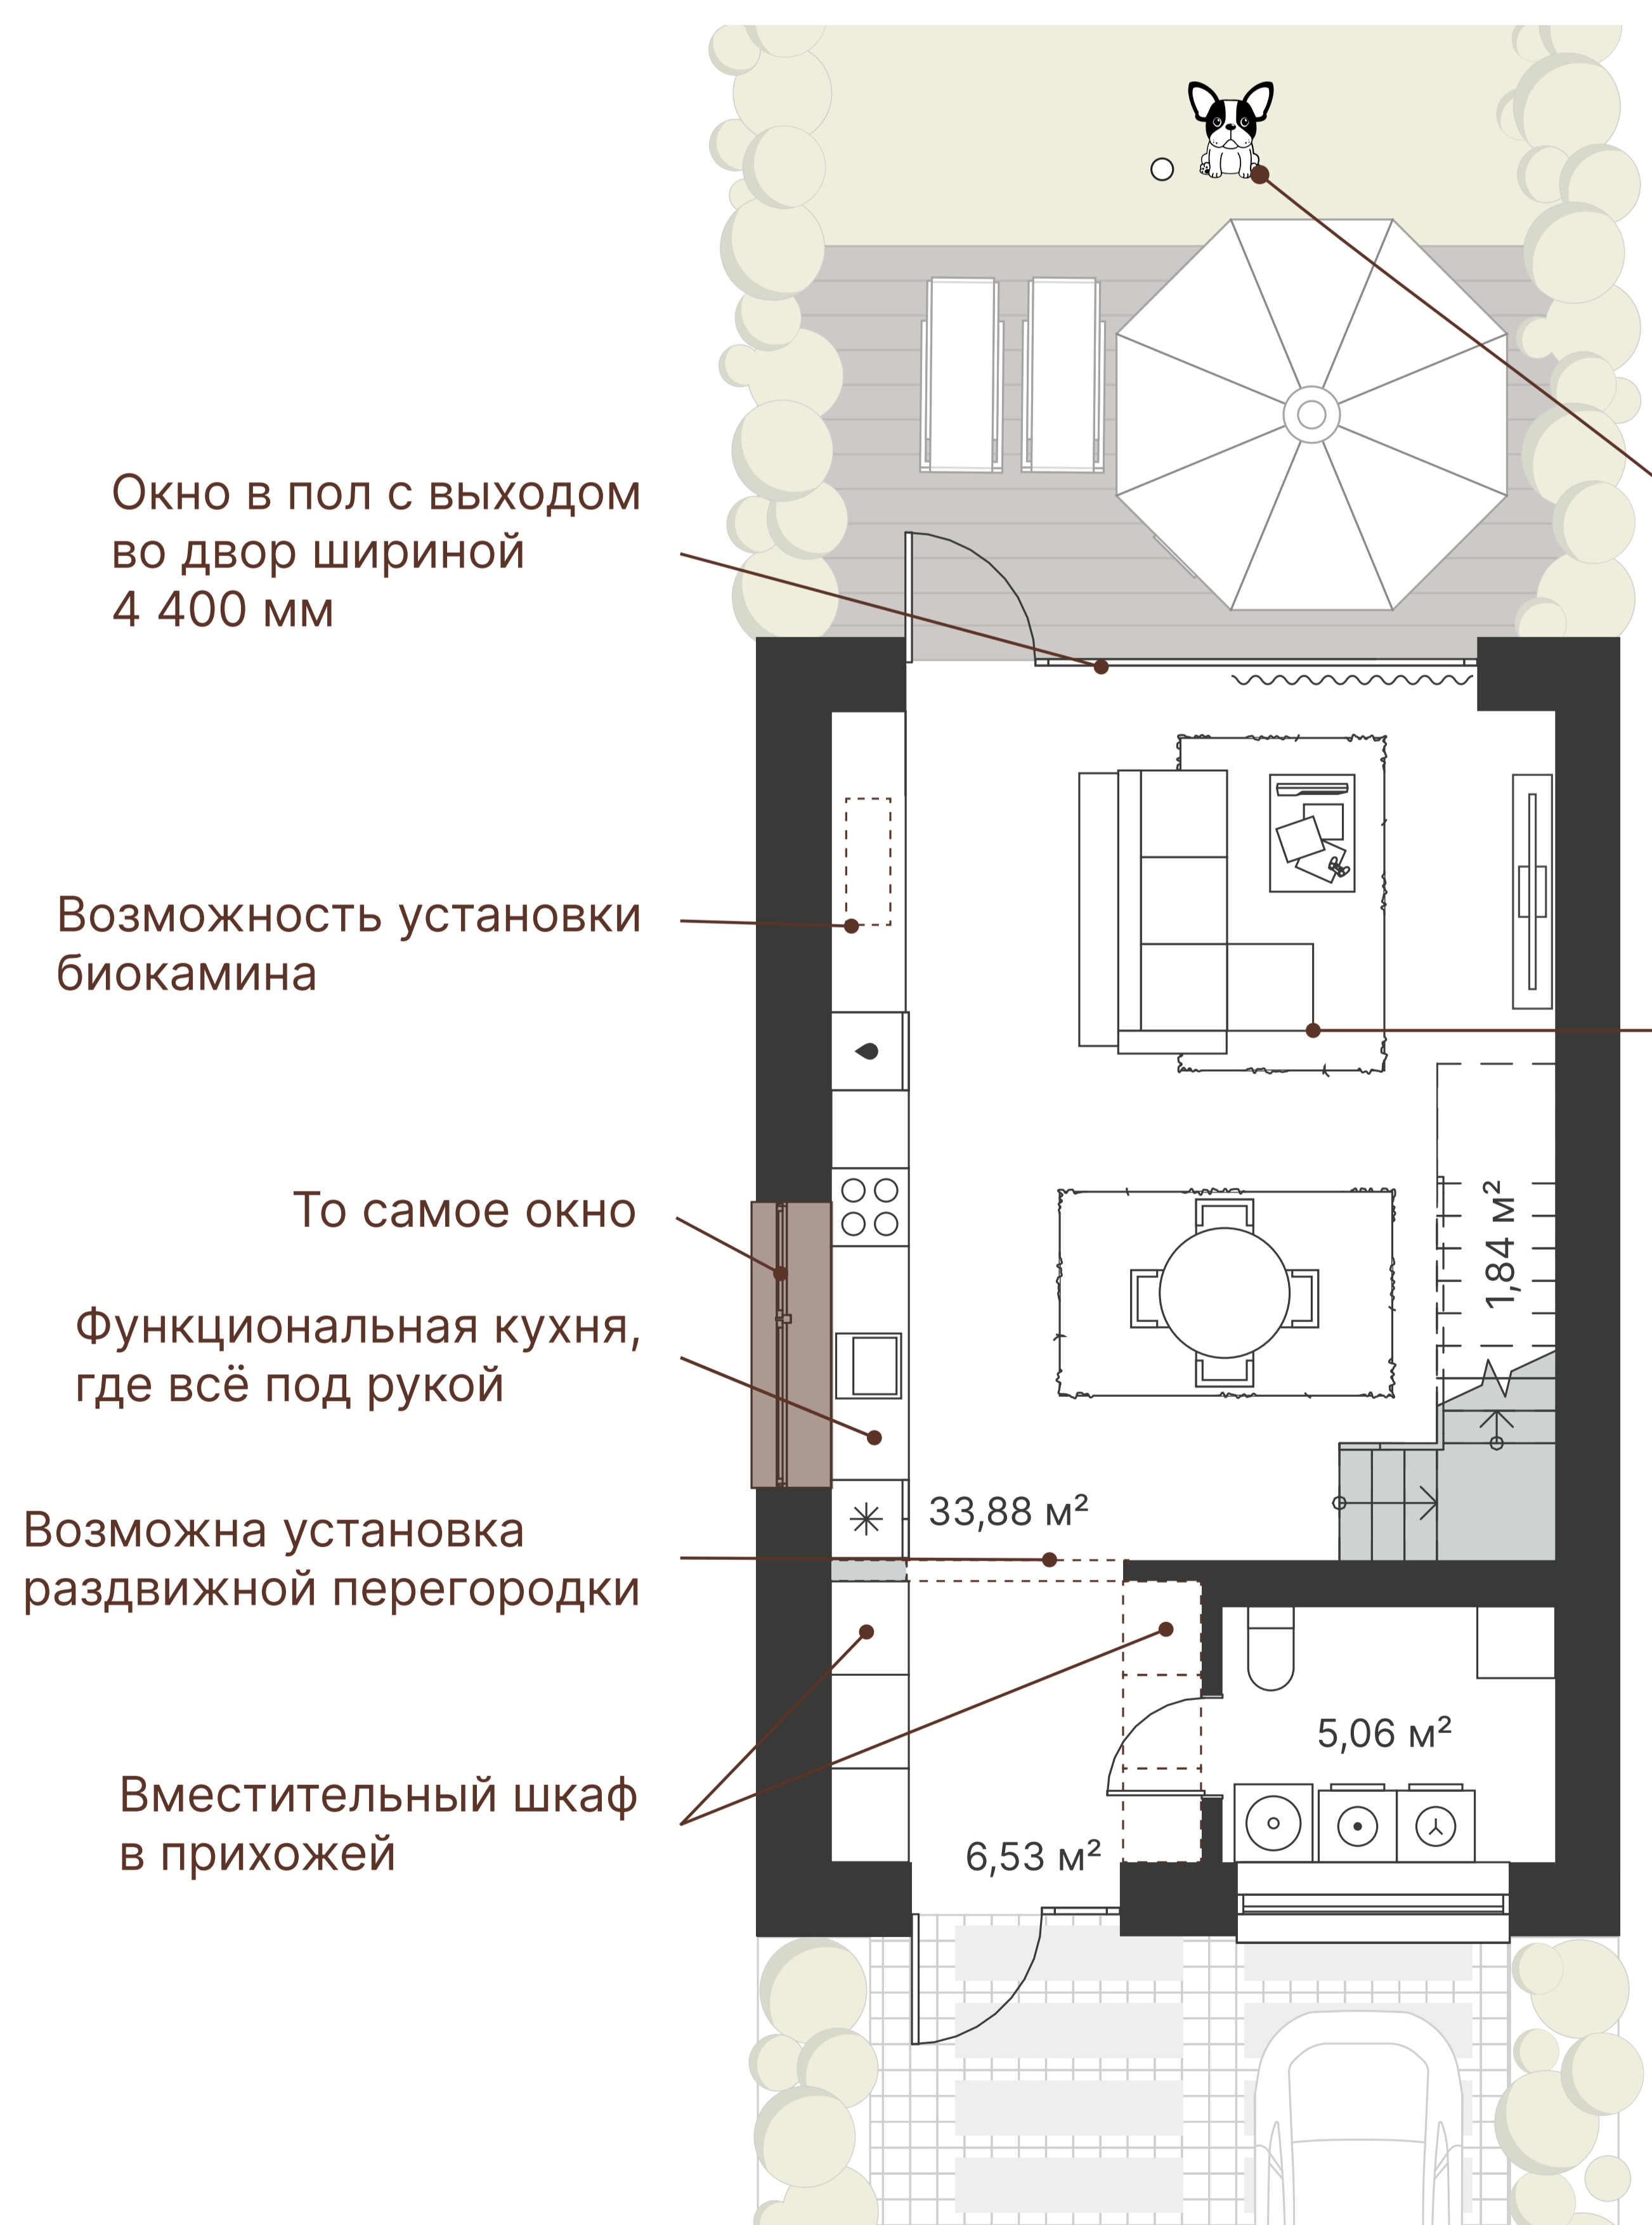 Окно в пол с выходом
во двор шириной
4 400 мм
Возможность установки
биокамина
То самое окно
1,84 м²
Функциональная кухня,
где всё под рукой
33,88 м²
Возможна установка
раздвижной перегородки
5,06 м²
Вместительный шкаф
в прихожей
6,53 м²